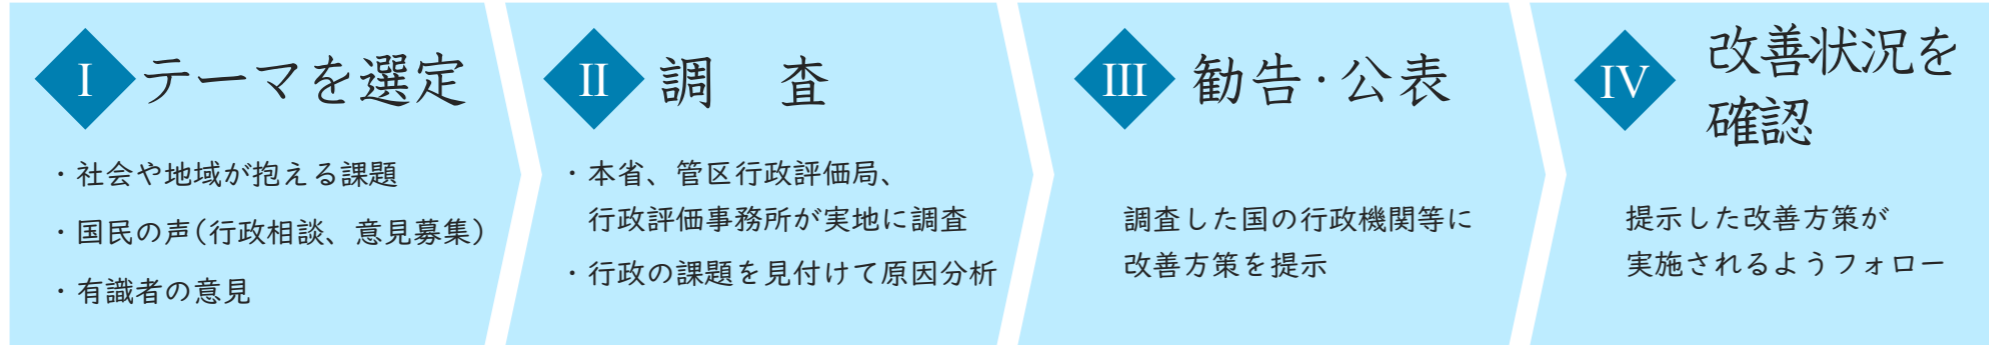 I テーマを選定
・社会や地域が抱える課題
・国民の声(行政相談、意見募集)
・有識者の意見
II 調　査
・本省、管区行政評価局、
行政評価事務所が実地に調査
・行政の課題を見付けて原因分析
III 勧告・公表
調査した国の行政機関等に
改善方策を提示
IV 改善状況を
確認
提示した改善方策が
実施されるようフォロー